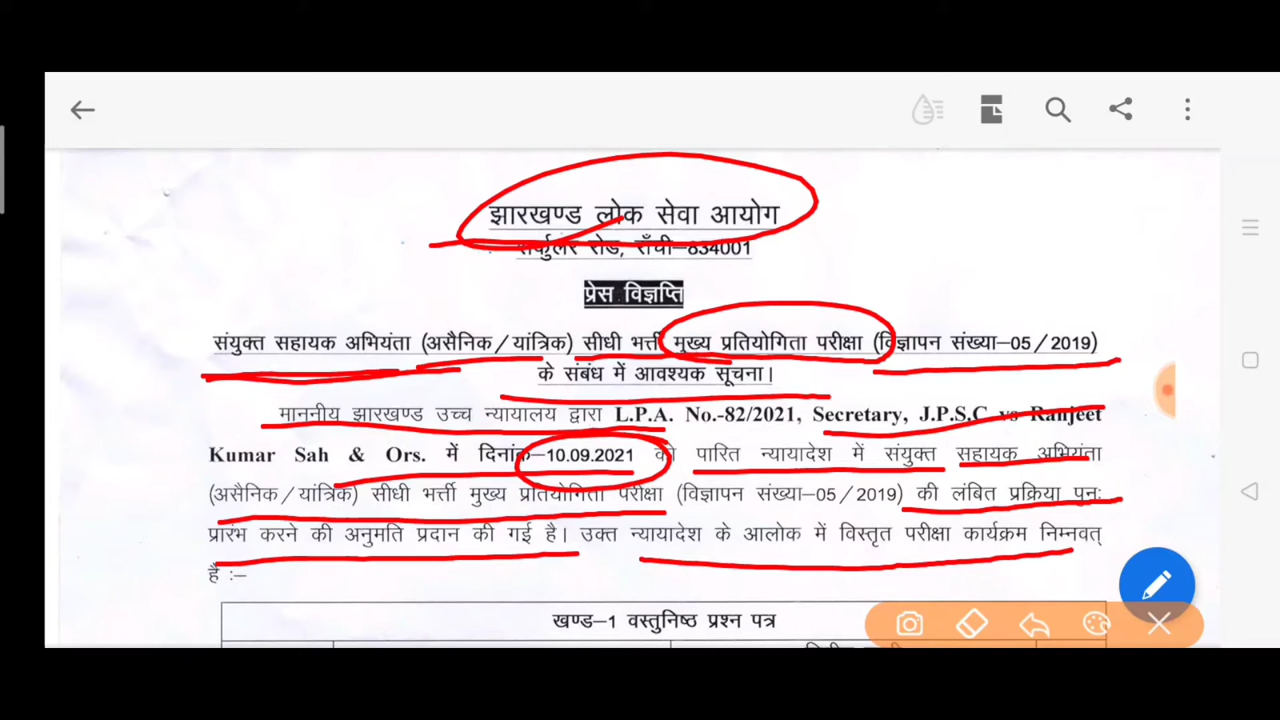 झारखण्ड लोक सेवा आयोग
सर्कुलर रोड, राँची–834001
प्रेस विज्ञप्ति
संयुक्त सहायक अभियंता (असैनिक/यांत्रिक) सीधी भर्त्ती मुख्य प्रतियोगिता परीक्षा (विज्ञापन संख्या–05/2019)
के संबंध में आवश्यक सूचना।
माननीय झारखण्ड उच्च न्यायालय द्वारा L.P.A. No.-82/2021, Secretary, J.P.S.C vs Ranjeet
Kumar Sah & Ors. में दिनांक–10.09.2021 को पारित न्यायादेश में संयुक्त सहायक अभियंता
(असैनिक/यांत्रिक) सीधी भर्त्ती मुख्य प्रतियोगिता परीक्षा (विज्ञापन संख्या–05/2019) की लंबित प्रक्रिया पुनः
प्रारंभ करने की अनुमति प्रदान की गई है। उक्त न्यायादेश के आलोक में विस्तृत परीक्षा कार्यक्रम निम्नवत्
है :–
खण्ड–1 वस्तुनिष्ठ प्रश्न पत्र